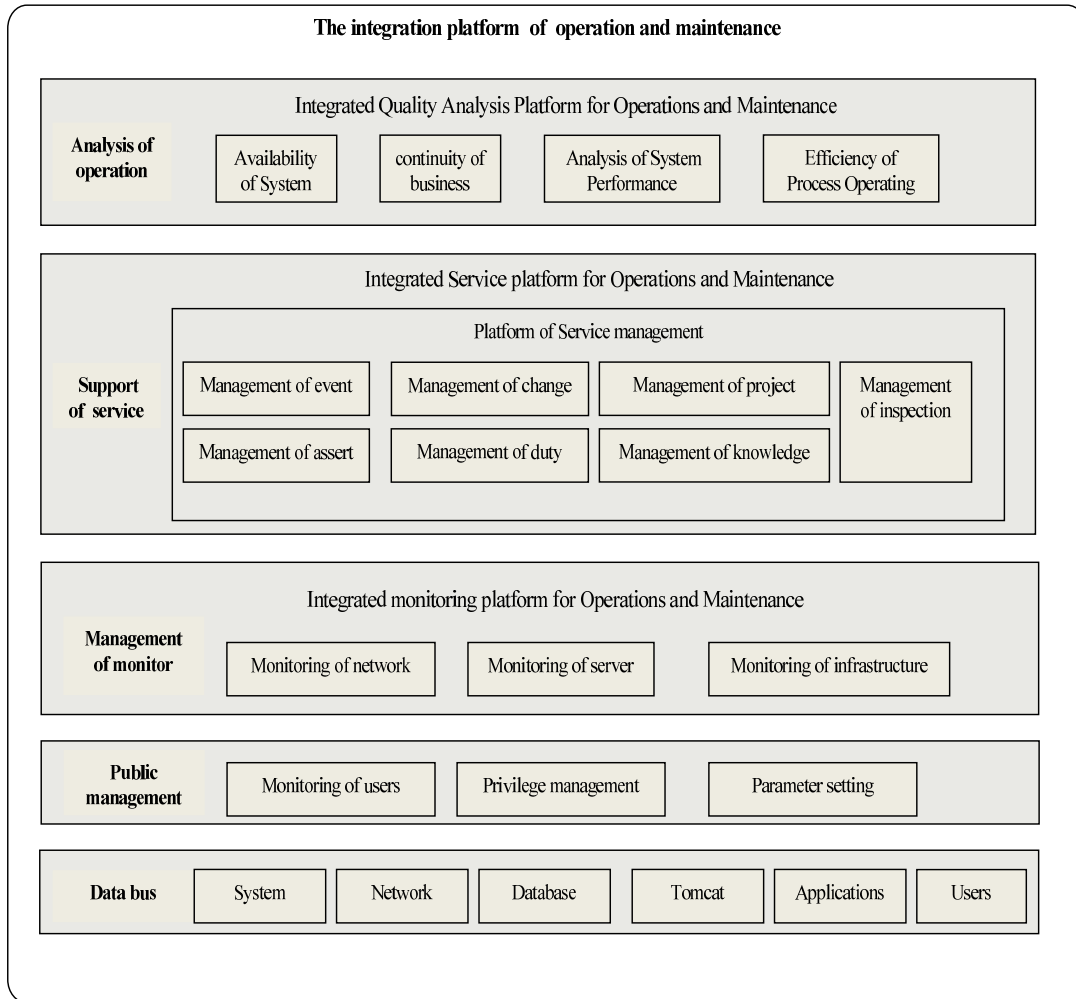 The integration platform of operation and maintenance
Integrated Quality Analysis Platform for Operations and Maintenance
Analysis of
operation
Availability
of System
continuity of
business
Analysis of System
Performance
Efficiency of
Process Operating
Integrated Service platform for Operations and Maintenance
Platform of Service management
Support
of service
Management of event
Management of change
Management of project
Management
of inspection
Management of assert
Management of duty
Management of knowledge
Integrated monitoring platform for Operations and Maintenance
Management
of monitor
Monitoring of network
Monitoring of server
Monitoring of infrastructure
Public
management
Monitoring of users
Privilege management
Parameter setting
Data bus
System
Network
Database
Tomcat
Applications
Users